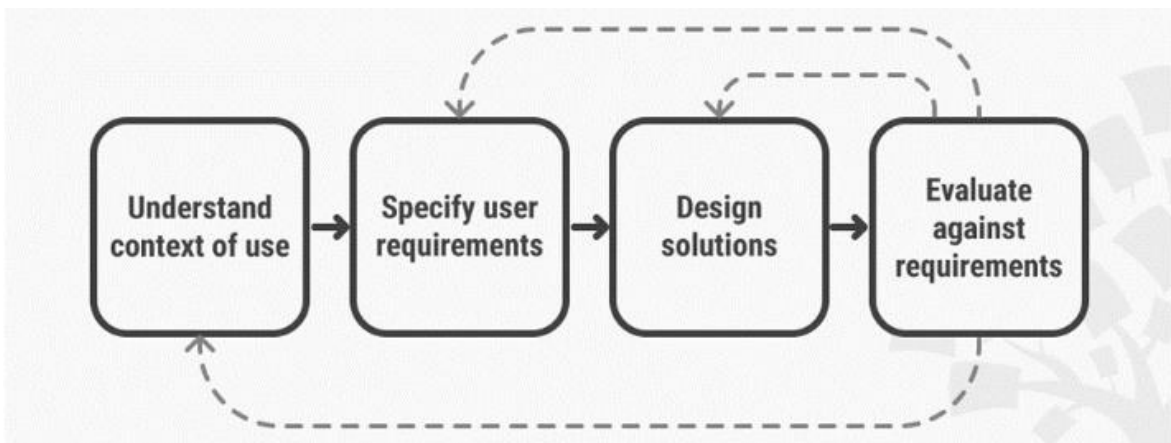 Understand
context of use
Specify user
requirements
Design
solutions
Evaluate
against
requirements